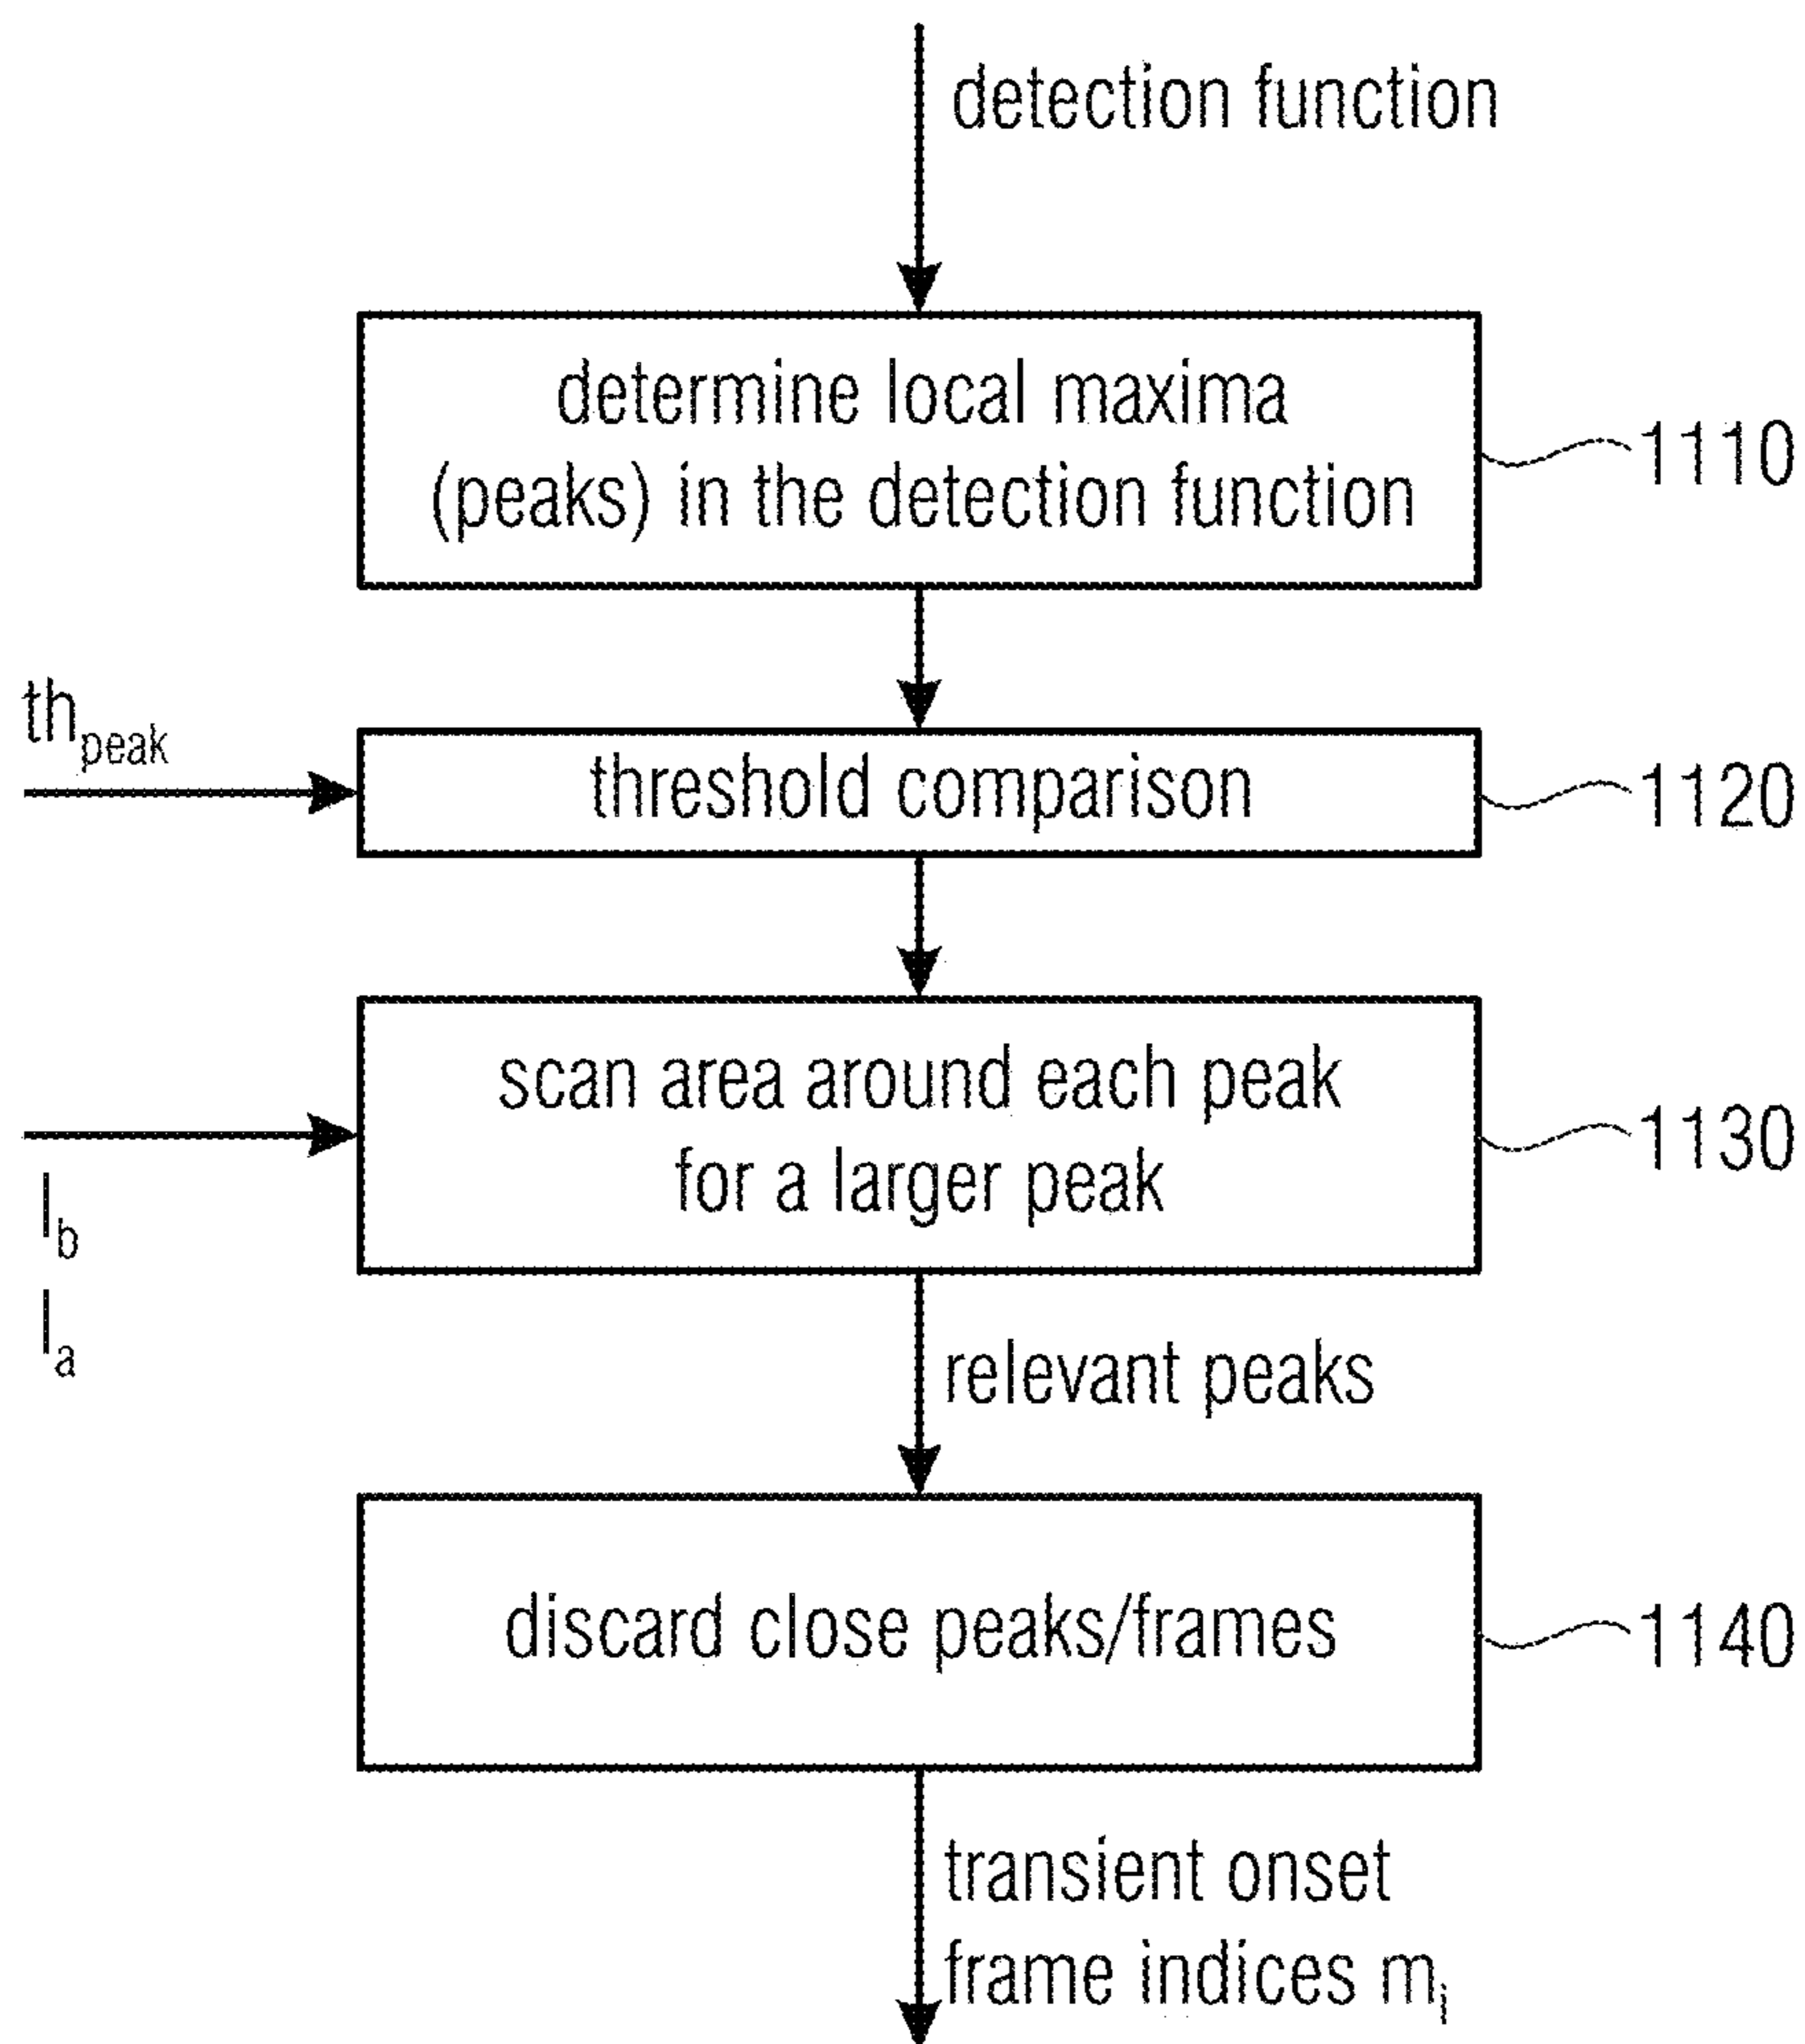 detection function
determine local maxima
(peaks) in the detection function
1110
th_peak
threshold comparison
1120
scan area around each peak
for a larger peak
1130
l_b
l_a
relevant peaks
discard close peaks/frames
1140
transient onset
frame indices m_i